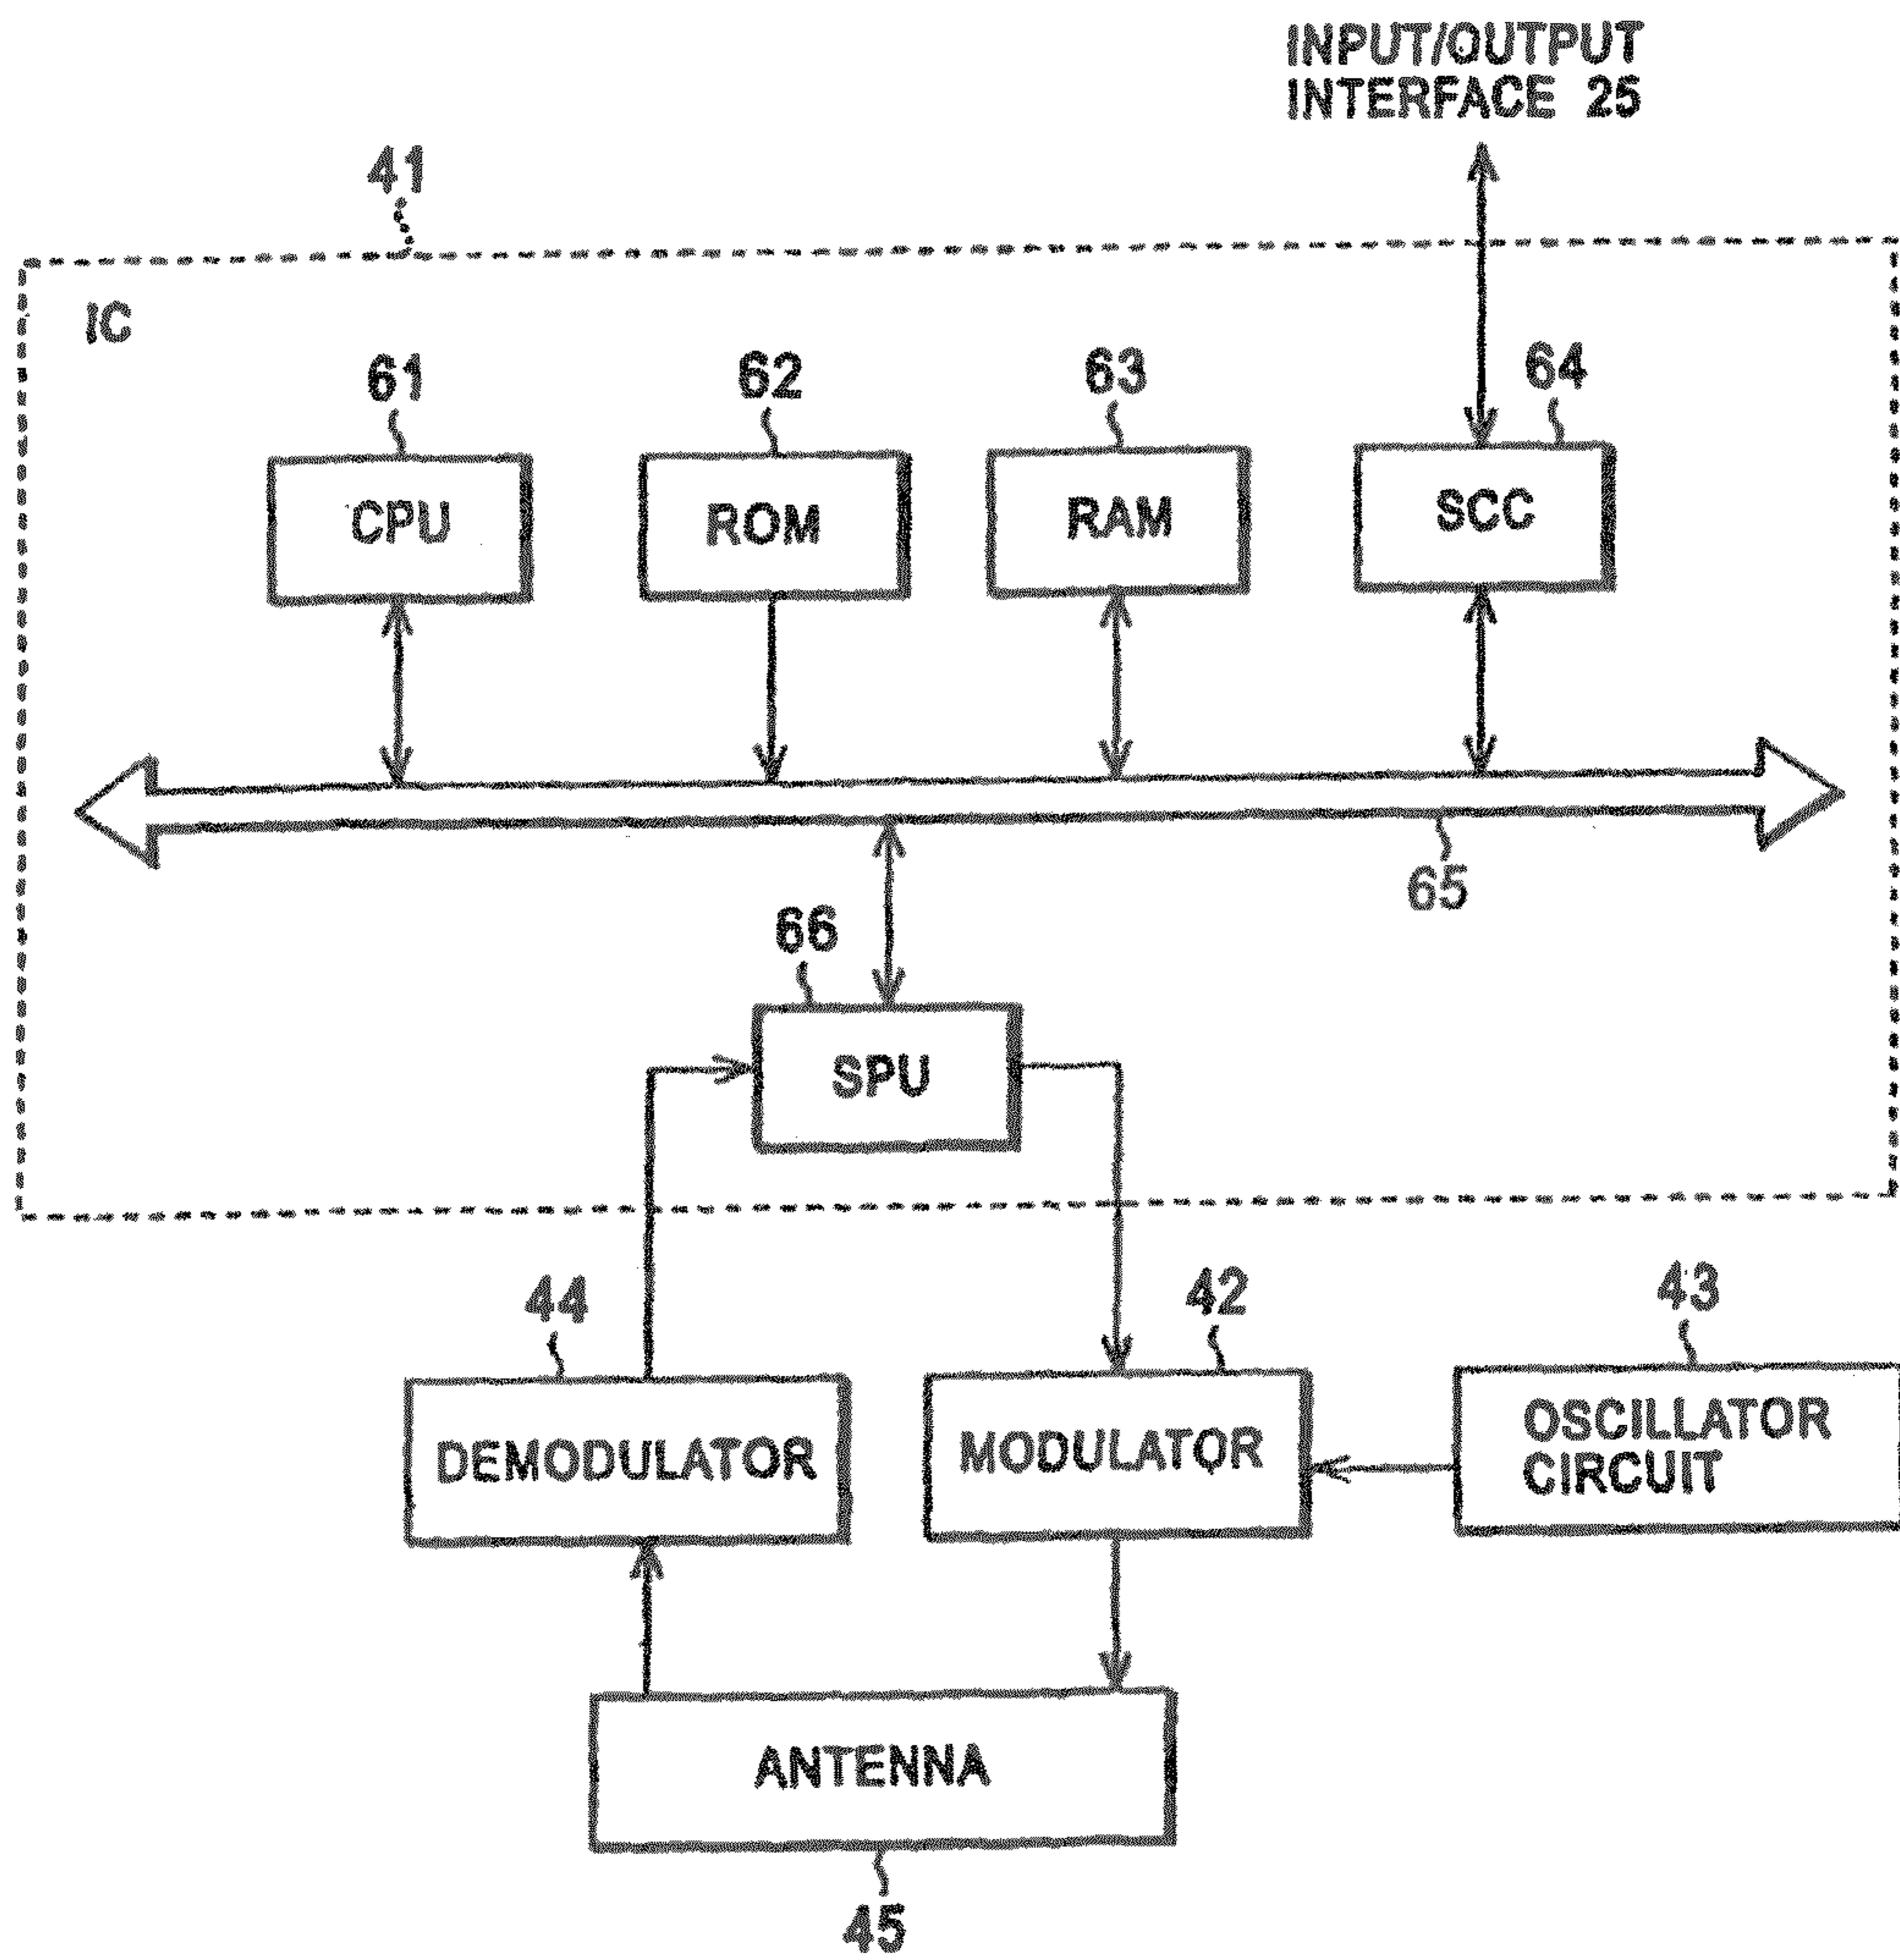 INPUT/OUTPUT
INTERFACE 25
41
IC
61
62
63
64
CPU
ROM
RAM
SCC
65
66
SPU
44
42
43
DEMODULATOR
MODULATOR
OSCILLATOR
CIRCUIT
ANTENNA
45